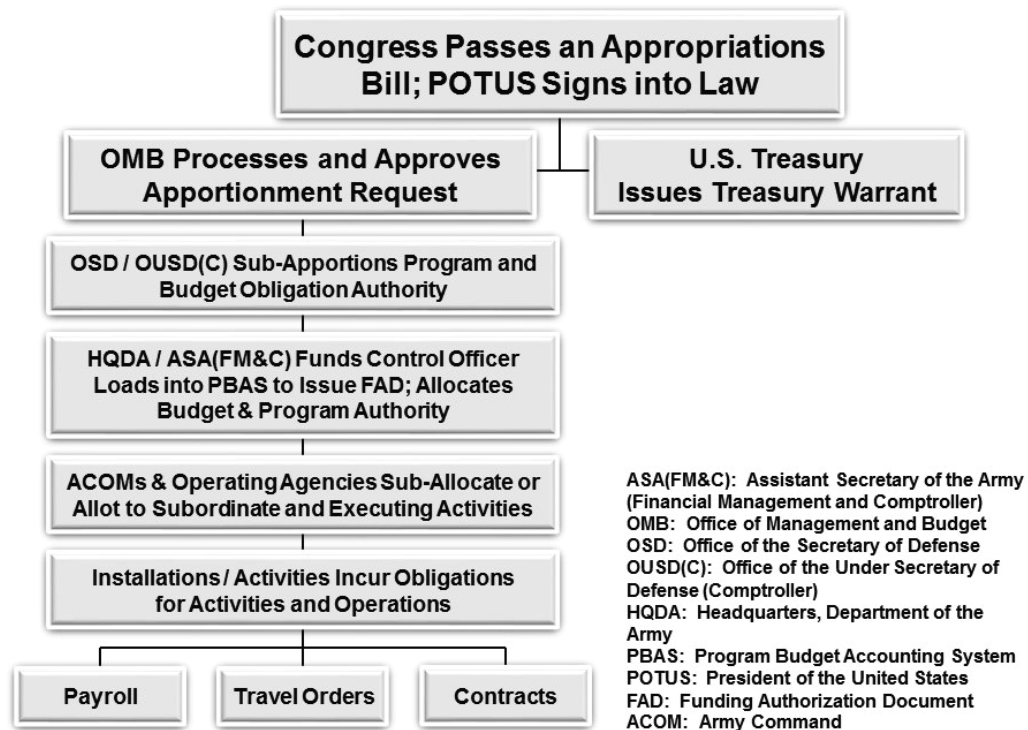 Congress Passes an Appropriations
Bill; POTUS Signs into Law
OMB Processes and Approves
Apportionment Request
U.S. Treasury
Issues Treasury Warrant
OSD / OUSD(C) Sub-Apportions Program and
Budget Obligation Authority
HQDA / ASA(FM&C) Funds Control Officer
Loads into PBAS to Issue FAD; Allocates
Budget & Program Authority
ACOMs & Operating Agencies Sub-Allocate or
Allot to Subordinate and Executing Activities
Installations / Activities Incur Obligations
for Activities and Operations
Payroll
Travel Orders
Contracts
ASA(FM&C): Assistant Secretary of the Army
(Financial Management and Comptroller)
OMB: Office of Management and Budget
OSD: Office of the Secretary of Defense
OUSD(C): Office of the Under Secretary of
Defense (Comptroller)
HQDA: Headquarters, Department of the
Army
PBAS: Program Budget Accounting System
POTUS: President of the United States
FAD: Funding Authorization Document
ACOM: Army Command